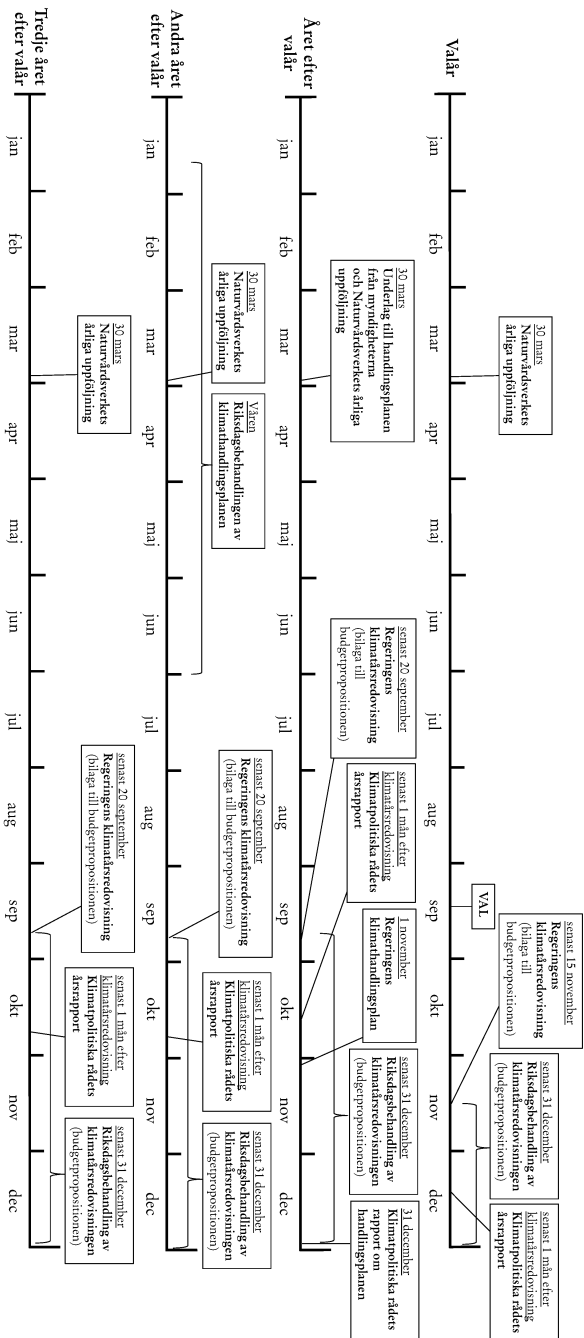 Valår
30 mars
Naturvårdsverkets
årliga uppföljning
VAL
senast 15 november
Regeringens
klimatårsredovisning
(bilaga till
budgetpropositionen)
senast 31 december
Riksdagsbehandling av
klimatårsredovisningen
(budgetpropositionen)
senast 1 mån efter
klimatårsredovisning
Klimatpolitiska rådets
årsrapport
jan feb mar apr maj jun jul aug sep okt nov dec
Året efter
valår
30 mars
Underlag till handlingsplanen
från myndigheterna
och Naturvårdsverkets årliga
uppföljning
senast 20 september
Regeringens
klimatårsredovisning
(bilaga till
budgetpropositionen)
senast 1 mån efter
klimatårsredovisning
Klimatpolitiska rådets
årsrapport
1 november
Regeringens
klimathandlingsplan
senast 31 december
Riksdagsbehandling av
klimatårsredovisningen
(budgetpropositionen)
31 december
Klimatpolitiska rådets
rapport om
handlingsplanen
jan feb mar apr maj jun jul aug sep okt nov dec
Andra året
efter valår
30 mars
Naturvårdsverkets
årliga uppföljning
Våren
Riksdagsbehandlingen av
klimathandlingsplanen
senast 20 september
Regeringens klimatårsredovisning
(bilaga till budgetpropositionen)
senast 1 mån efter
klimatårsredovisning
Klimatpolitiska rådets
årsrapport
senast 31 december
Riksdagsbehandling av
klimatårsredovisningen
(budgetpropositionen)
jan feb mar apr maj jun jul aug sep okt nov dec
Tredje året
efter valår
30 mars
Naturvårdsverkets
årliga uppföljning
senast 20 september
Regeringens klimatårsredovisning
(bilaga till budgetpropositionen)
senast 1 mån efter
klimatårsredovisning
Klimatpolitiska rådets
årsrapport
senast 31 december
Riksdagsbehandling av
klimatårsredovisningen
(budgetpropositionen)
jan feb mar apr maj jun jul aug sep okt nov dec